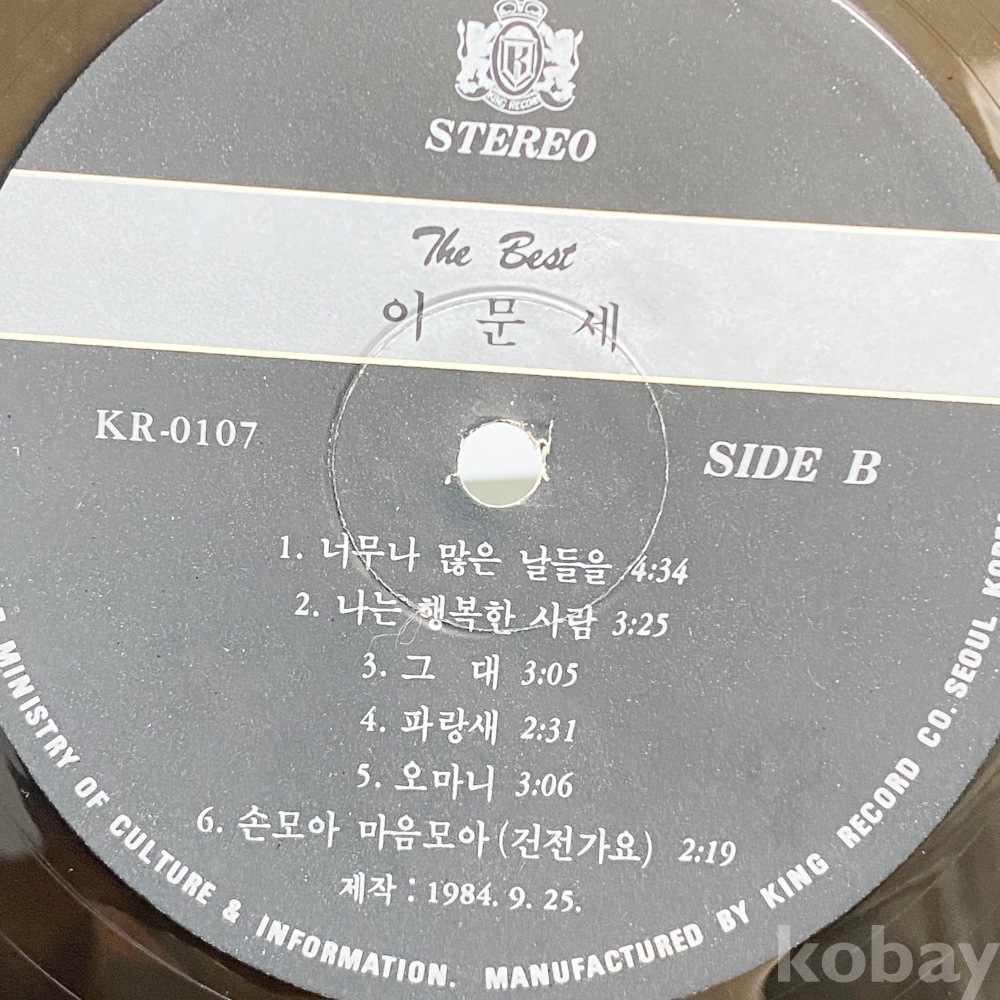 KING RECORD
STEREO
The Best
이 문 세
KR-0107
SIDE B
1. 너무나 많은 날들을 4:34
2. 나는 행복한 사람 3:25
3. 그 대 3:05
4. 파랑새 2:31
5. 오마니 3:06
6. 손모아 마음모아(건전가요) 2:19
제작 : 1984. 9. 25.
MINISTRY OF CULTURE & INFORMATION. MANUFACTURED BY KING RECORD CO. SEOUL KOREA
kobay